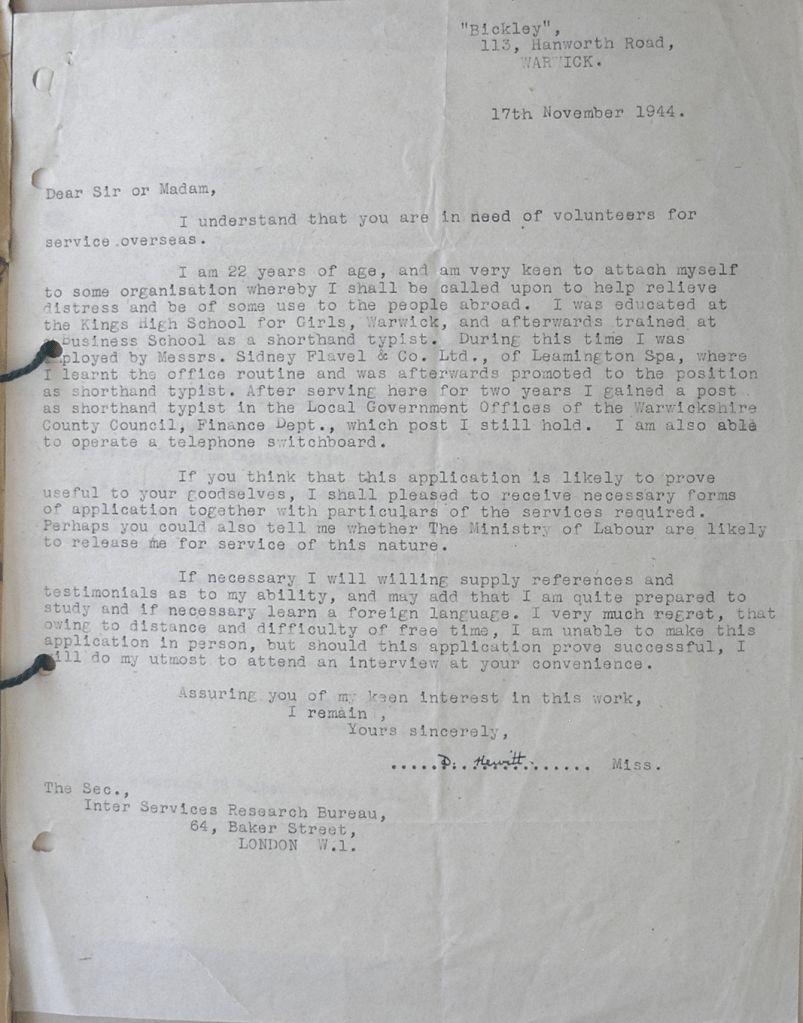 "Bickley",
113, Hanworth Road,
WARWICK.
17th November 1944.
Dear Sir or Madam,
I understand that you are in need of volunteers for
service overseas.
I am 22 years of age, and am very keen to attach myself
to some organisation whereby I shall be called upon to help relieve
distress and be of some use to the people abroad. I was educated at
the Kings High School for Girls, Warwick, and afterwards trained at
Business School as a shorthand typist. During this time I was
ployed by Messrs. Sidney Flavel & Co. Ltd., of Leamington Spa, where
I learnt the office routine and was afterwards promoted to the position
as shorthand typist. After serving here for two years I gained a post
as shorthand typist in the Local Government Offices of the Warwickshire
County Council, Finance Dept., which post I still hold. I am also able
to operate a telephone switchboard.
If you think that this application is likely to prove
useful to your goodselves, I shall pleased to receive necessary forms
of application together with particulars of the services required.
Perhaps you could also tell me whether The Ministry of Labour are likely
to release me for service of this nature.
If necessary I will willing supply references and
testimonials as to my ability, and may add that I am quite prepared to
study and if necessary learn a foreign language. I very much regret, that
owing to distance and difficulty of free time, I am unable to make this
application in person, but should this application prove successful, I
ill do my utmost to attend an interview at your convenience.
Assuring you of my keen interest in this work,
I remain ,
Yours sincerely,
.....D. Hewitt....... Miss.
The Sec.,
Inter Services Research Bureau,
64, Baker Street,
LONDON W.1.